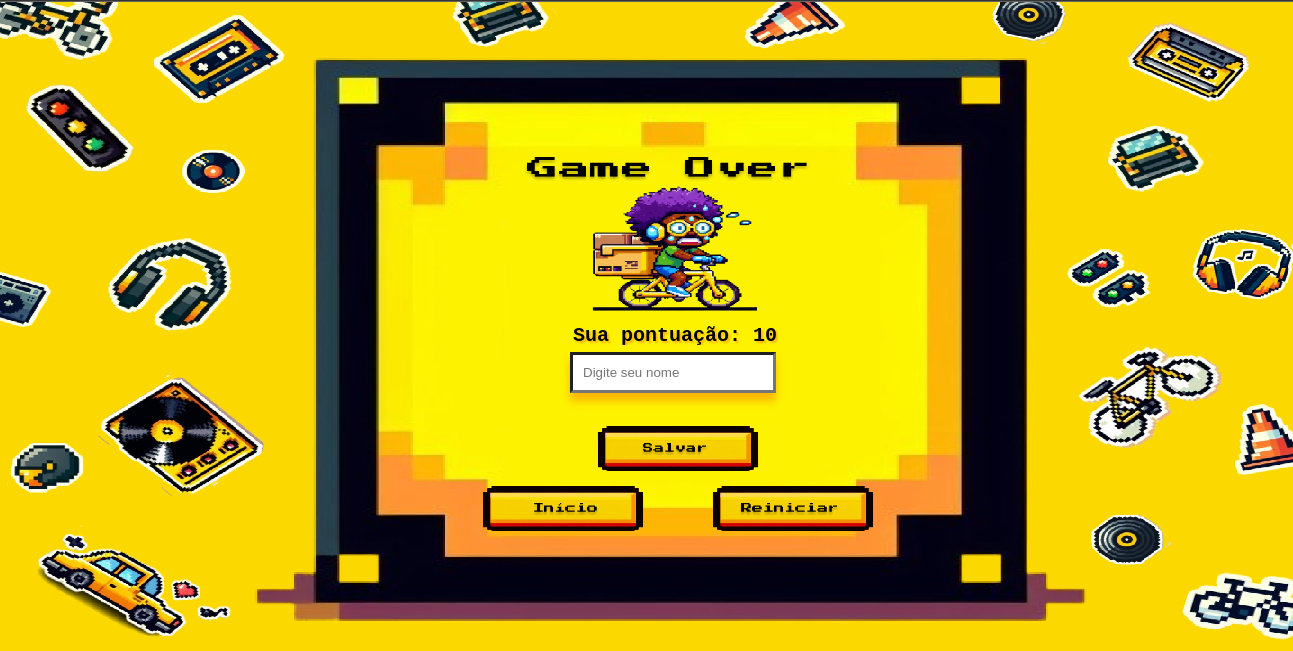 Game Over
Sua pontuação: 10
Digite seu nome
Salvar
Início
Reiniciar